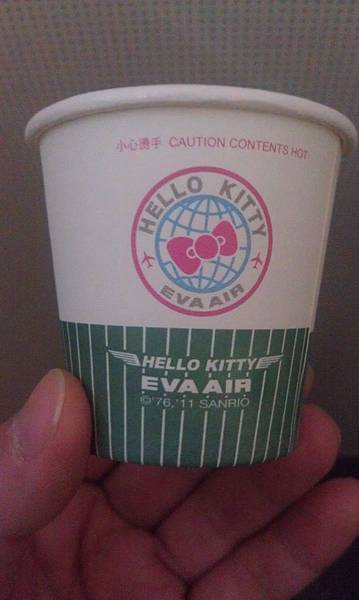 小心燙手 CAUTION CONTENTS HOT
HELLO KITTY
EVA AIR
HELLO KITTY
EVA AIR
©'76,'11 SANRIO